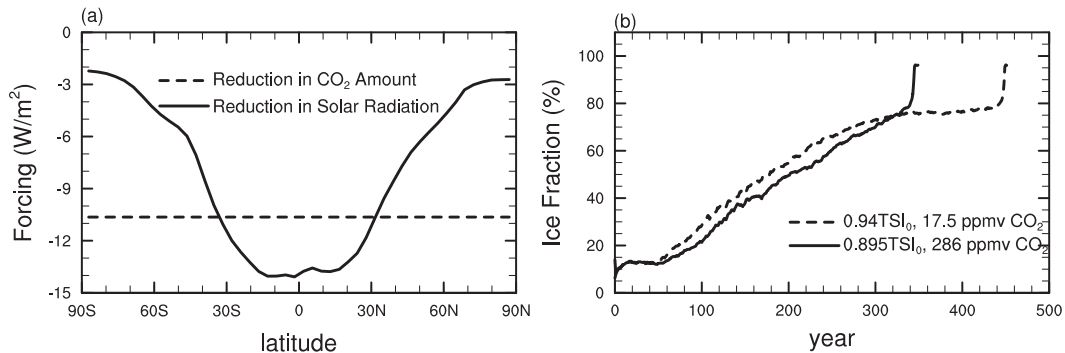 (a)
0
-3
-6
-9
-12
-15
Forcing (W/m²)
Reduction in CO₂ Amount
Reduction in Solar Radiation
90S 60S 30S 0 30N 60N 90N
latitude
(b)
100
80
60
40
20
0
Ice Fraction (%)
0.94TSI₀, 17.5 ppmv CO₂
0.895TSI₀, 286 ppmv CO₂
0 100 200 300 400 500
year